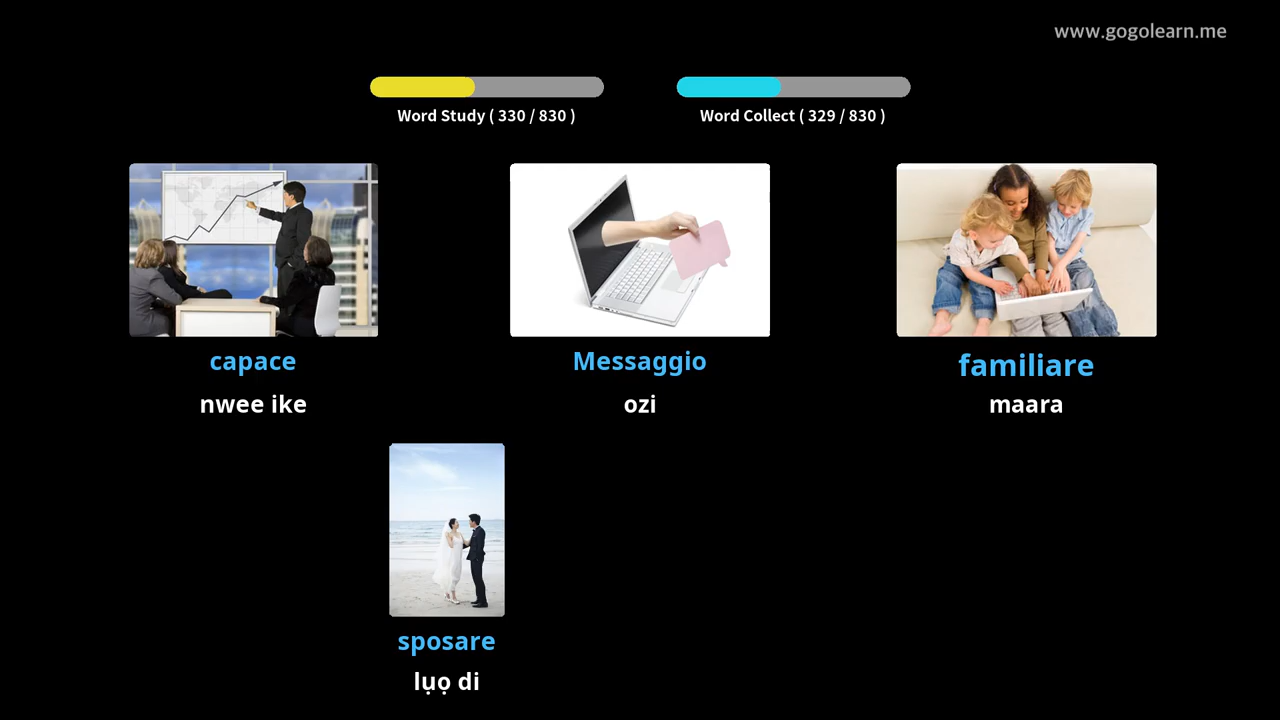 www.gogolearn.me
Word Study ( 330 / 830 )
Word Collect ( 329 / 830 )
capace
nwee ike
Messaggio
ozi
familiare
maara
sposare
lụọ di